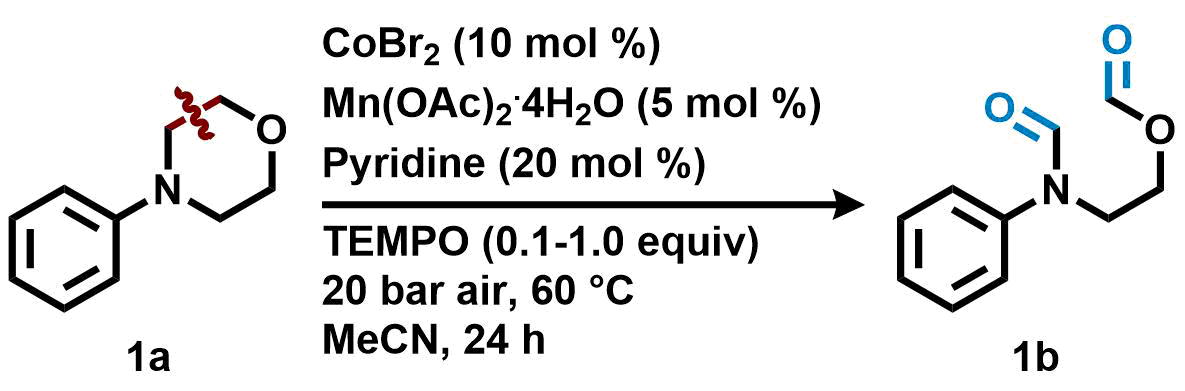 CoBr2 (10 mol %)
Mn(OAc)2·4H2O (5 mol %)
Pyridine (20 mol %)
TEMPO (0.1-1.0 equiv)
20 bar air, 60 °C
MeCN, 24 h
O
N
1a
O
O
O
N
1b